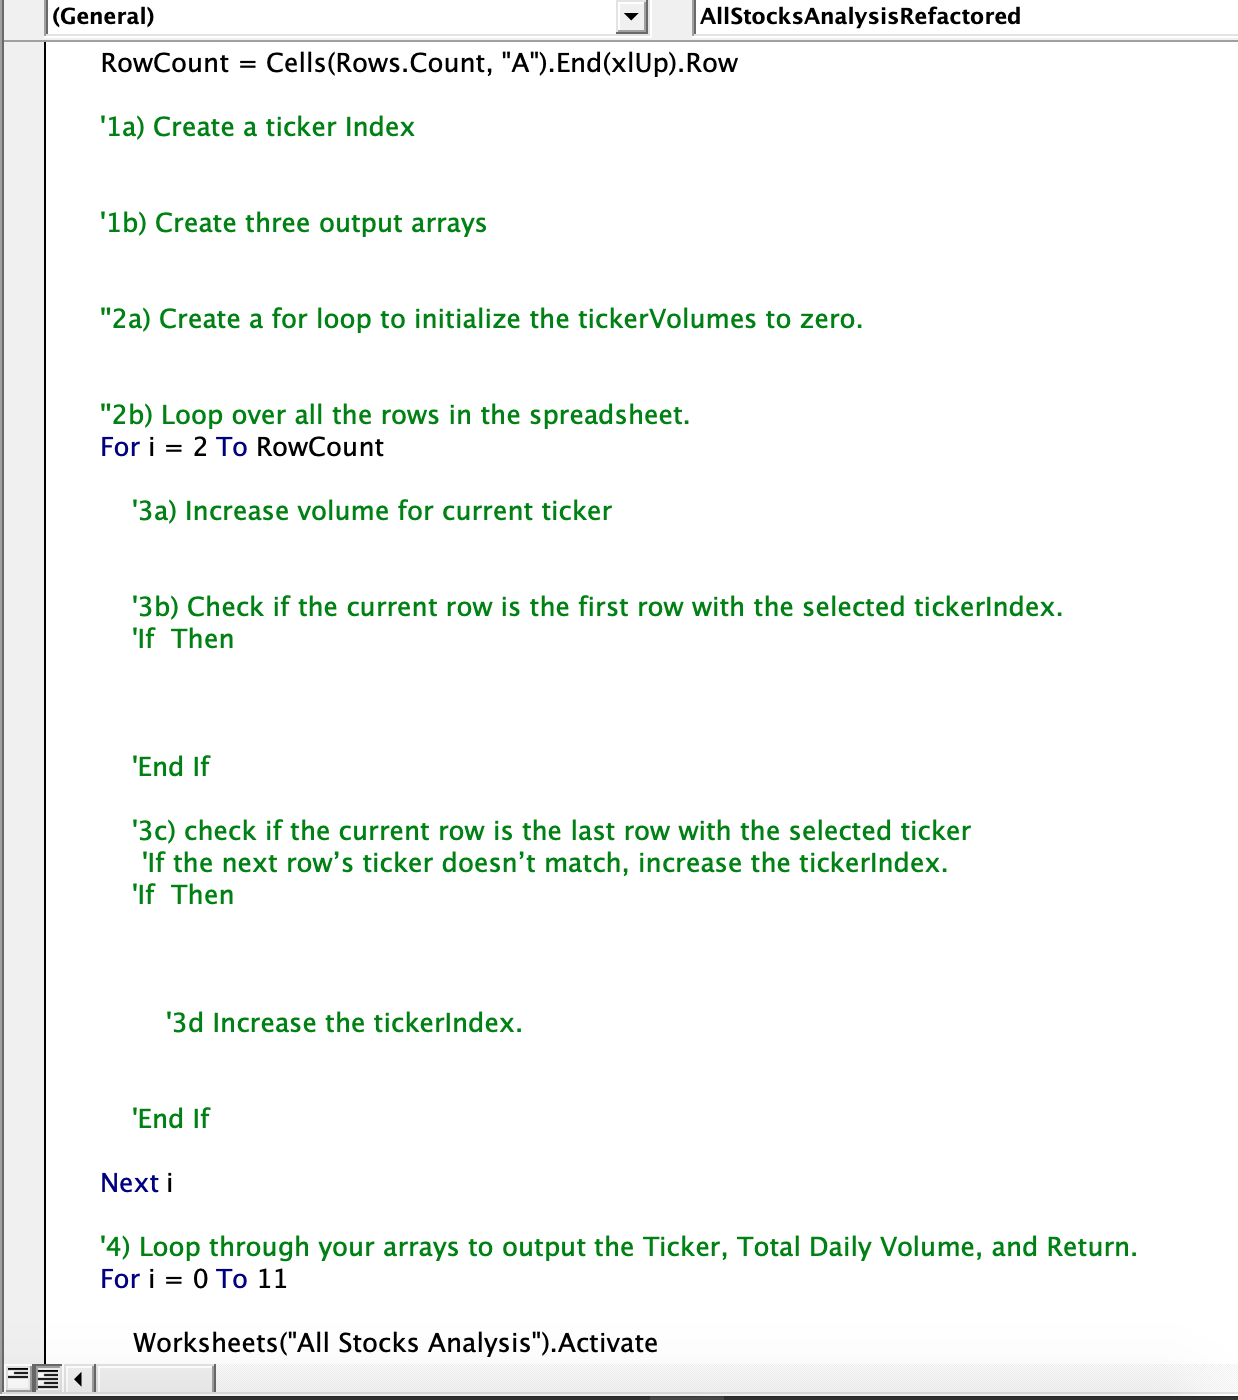 (General)
AllStocksAnalysisRefactored
RowCount = Cells(Rows.Count, "A").End(xlUp).Row
'1a) Create a ticker Index
'1b) Create three output arrays
''2a) Create a for loop to initialize the tickerVolumes to zero.
''2b) Loop over all the rows in the spreadsheet.
For i = 2 To RowCount
'3a) Increase volume for current ticker
'3b) Check if the current row is the first row with the selected tickerIndex.
'If  Then
'End If
'3c) check if the current row is the last row with the selected ticker
'If the next row’s ticker doesn’t match, increase the tickerIndex.
'If  Then
'3d Increase the tickerIndex.
'End If
Next i
'4) Loop through your arrays to output the Ticker, Total Daily Volume, and Return.
For i = 0 To 11
Worksheets("All Stocks Analysis").Activate